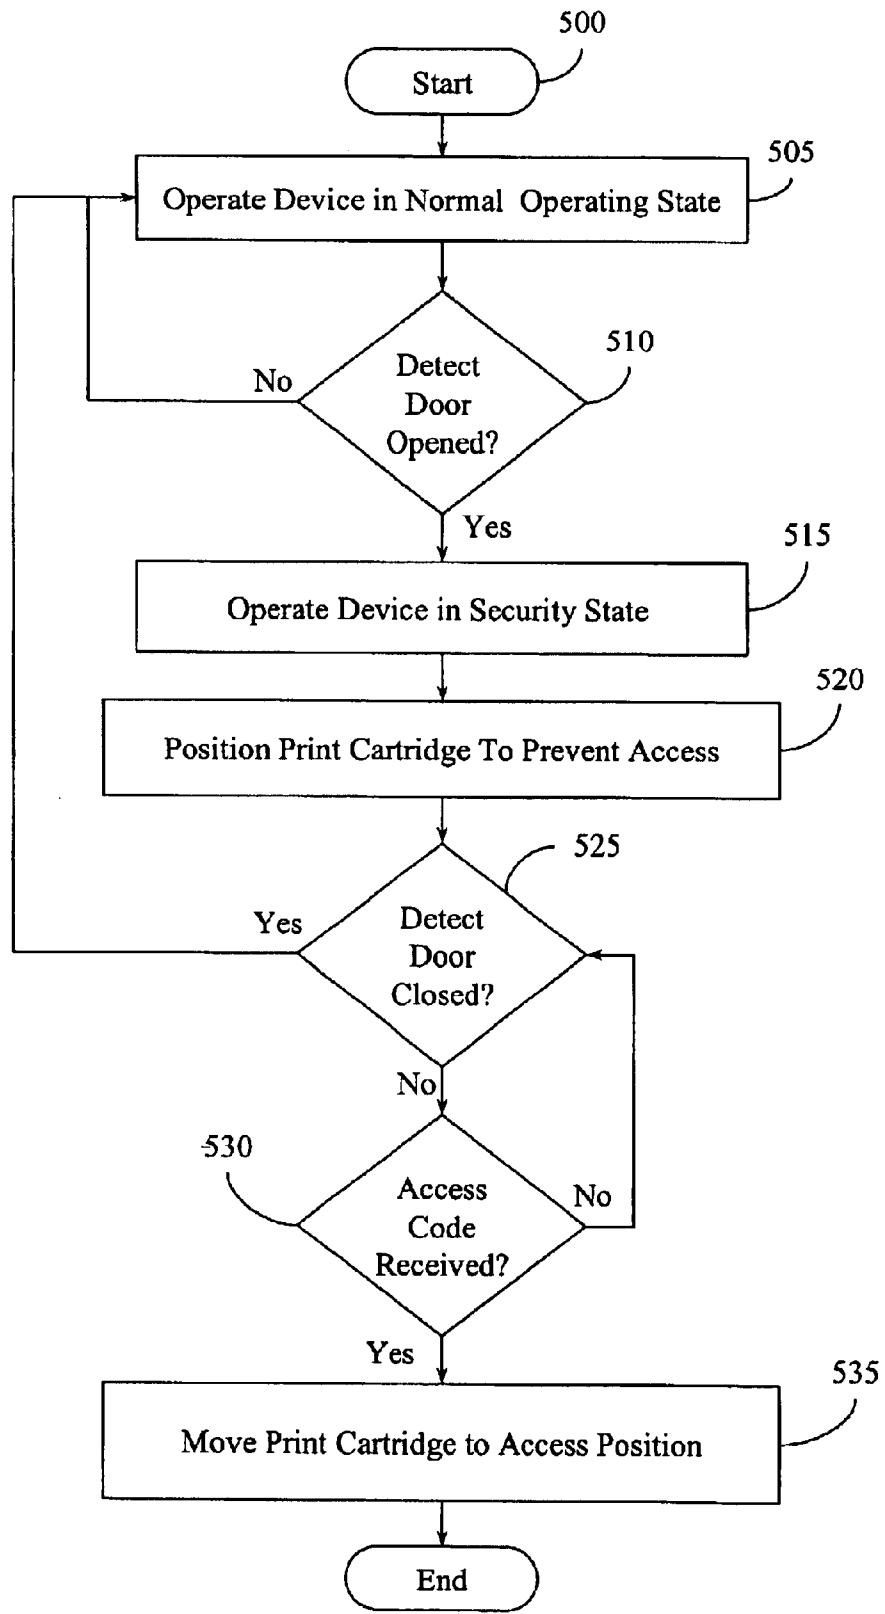 500
Start
505
Operate Device in Normal Operating State
510
Detect
Door
Opened?
No
Yes
515
Operate Device in Security State
520
Position Print Cartridge To Prevent Access
525
Detect
Door
Closed?
Yes
No
530
Access
Code
Received?
No
Yes
535
Move Print Cartridge to Access Position
End